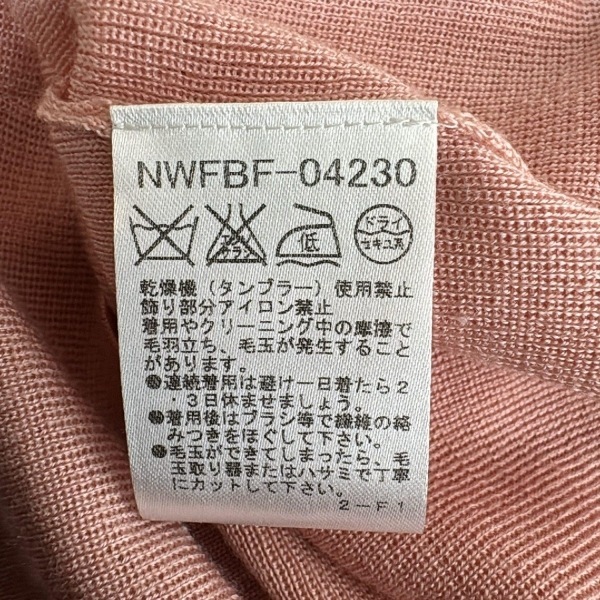 NWFBF-04230
エンソ サラシ 低 ドライ セキユ系
乾燥機（タンブラー）使用禁止
飾り部分アイロン禁止
着用やクリーニング中の摩擦で
毛羽立ち、毛玉が発生すること
があります。
連続着用は避け一日着たら２
・３日休ませましょう。
着用後はブラシ等で繊維の絡
みつきをほぐして下さい。
毛玉ができてしまったら、毛
玉取り器またはハサミで丁寧
にカットして下さい。
2-F1